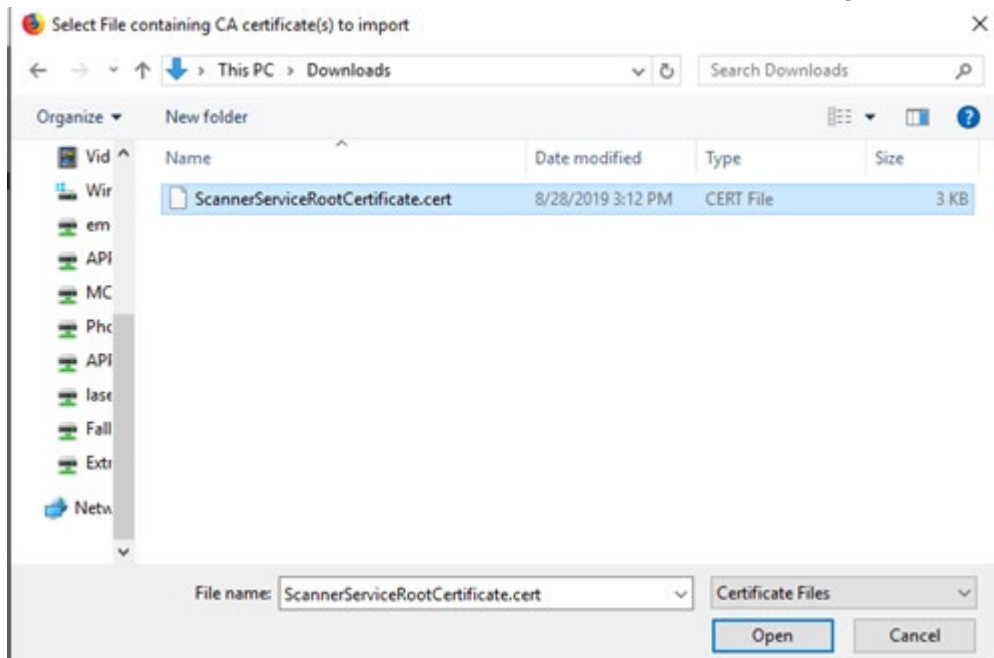 Select File containing CA certificate(s) to import
This PC > Downloads
Search Downloads
Organize
New folder
Name
Date modified
Type
Size
ScannerServiceRootCertificate.cert
8/28/2019 3:12 PM
CERT File
3 KB
Vid
Wir
em
API
MC
Pho
API
lase
Fall
Extr
Netw
File name:
ScannerServiceRootCertificate.cert
Certificate Files
Open
Cancel